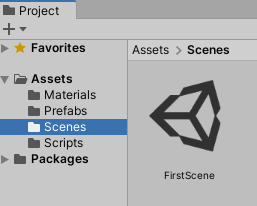 Project
Favorites
Assets > Scenes
Assets
Materials
Prefabs
Scenes
Scripts
Packages
FirstScene